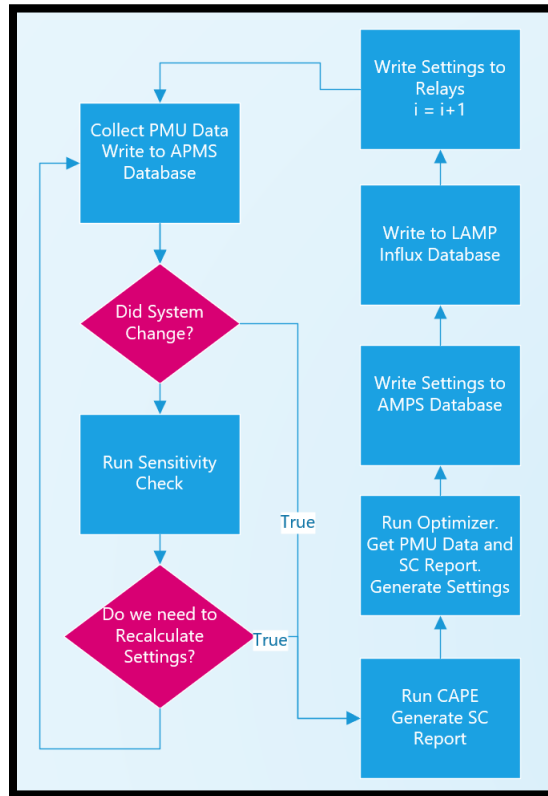 Collect PMU Data
Write to APMS
Database
Did System
Change?
Run Sensitivity
Check
Do we need to
Recalculate
Settings?
True
True
Write Settings to
Relays
i = i+1
Write to LAMP
Influx Database
Write Settings to
AMPS Database
Run Optimizer.
Get PMU Data and
SC Report.
Generate Settings
Run CAPE
Generate SC
Report